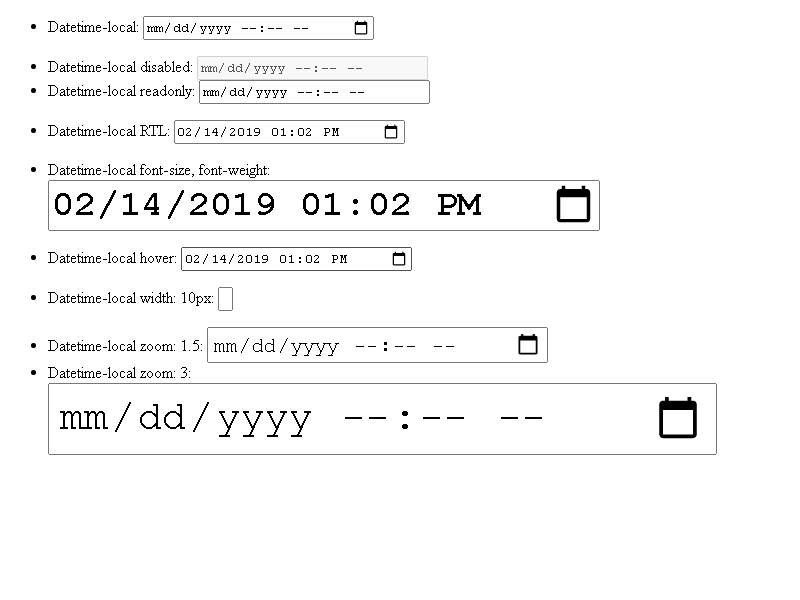 Datetime-local: mm/dd/yyyy --:-- --
Datetime-local disabled: mm/dd/yyyy --:-- --
Datetime-local readonly: mm/dd/yyyy --:-- --
Datetime-local RTL: 02/14/2019 01:02 PM
Datetime-local font-size, font-weight:
02/14/2019 01:02 PM
Datetime-local hover: 02/14/2019 01:02 PM
Datetime-local width: 10px:
Datetime-local zoom: 1.5: mm/dd/yyyy --:-- --
Datetime-local zoom: 3:
mm/dd/yyyy --:-- --